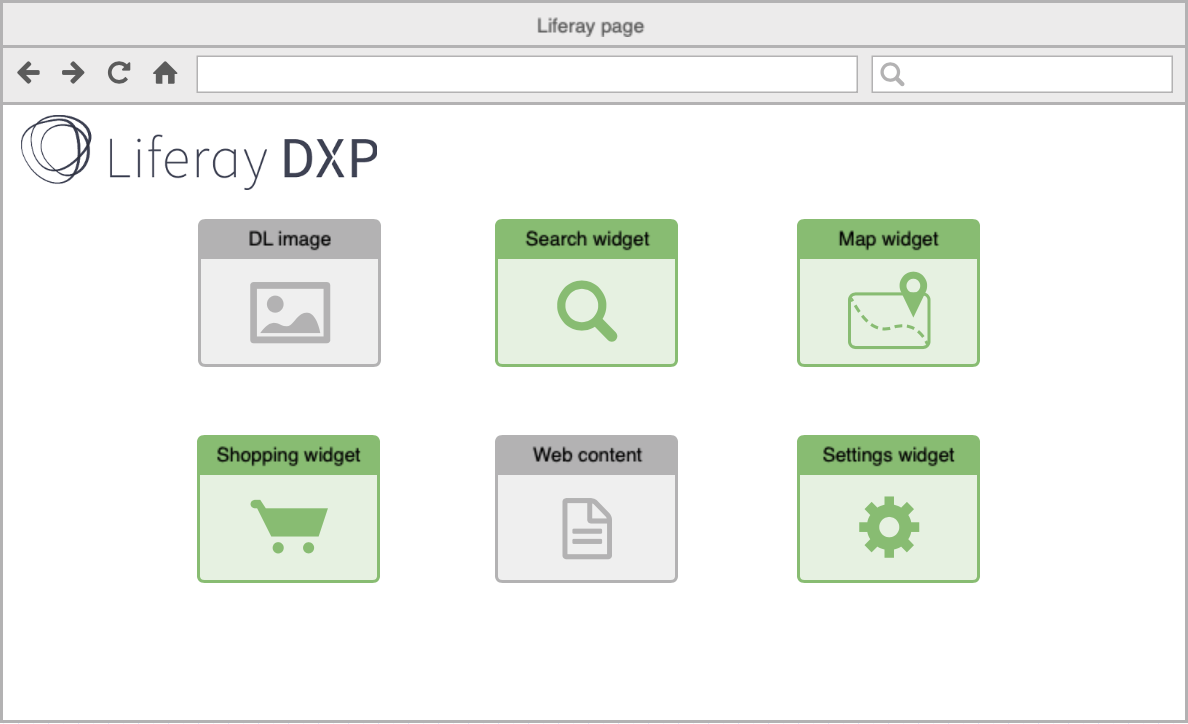 Liferay page
Liferay DXP
DL image
Search widget
Map widget
Shopping widget
Web content
Settings widget